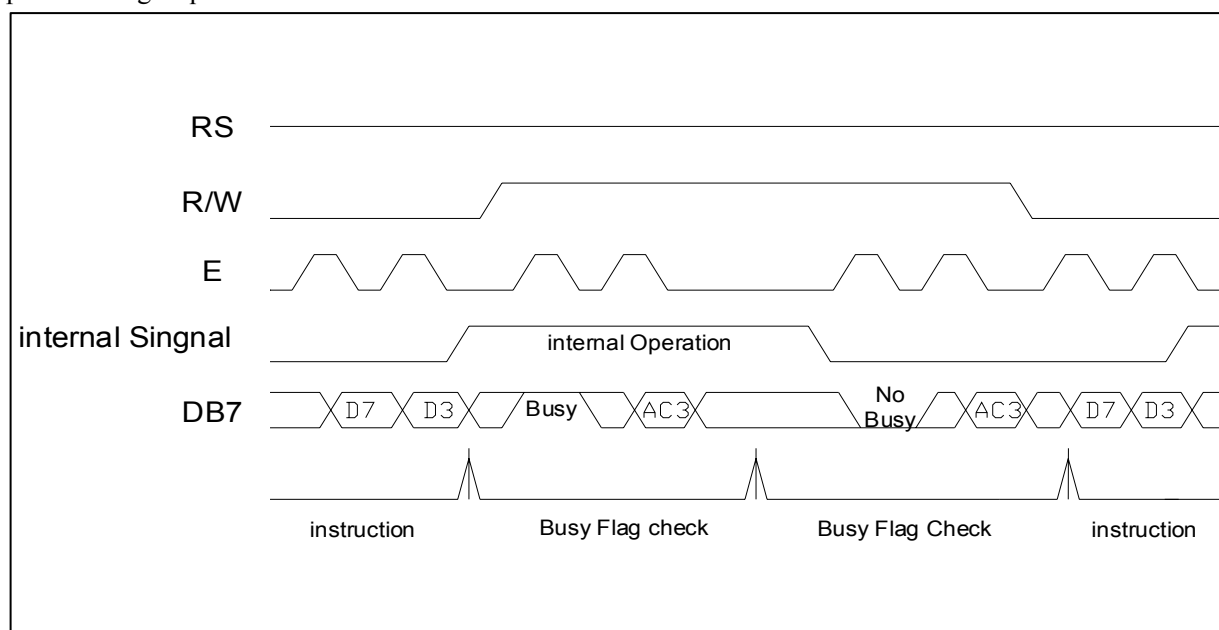 RS
R/W
E
internal Singnal
internal Operation
DB7
D7 D3 Busy AC3 No Busy AC3 D7 D3
instruction Busy Flag check Busy Flag Check instruction